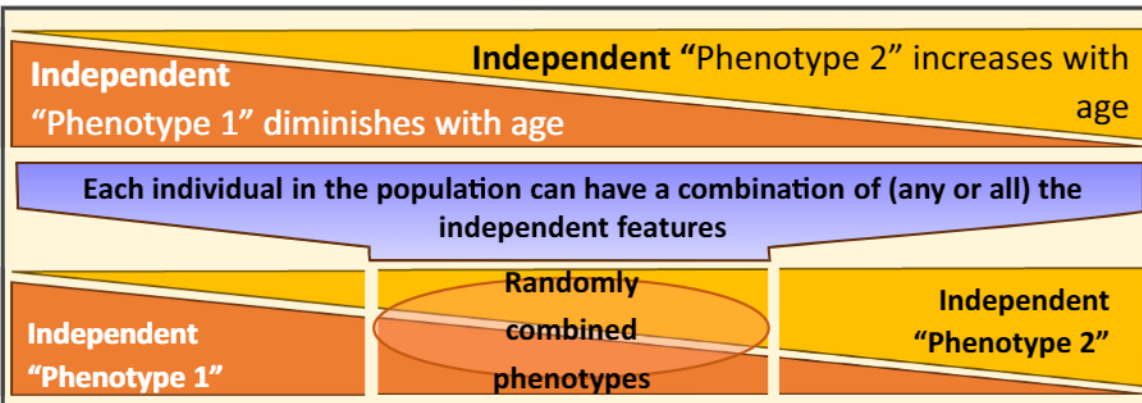 Independent
“Phenotype 1” diminishes with age
Independent “Phenotype 2” increases with
age
Each individual in the population can have a combination of (any or all) the
independent features
Independent
“Phenotype 1”
Randomly
combined
phenotypes
Independent
“Phenotype 2”